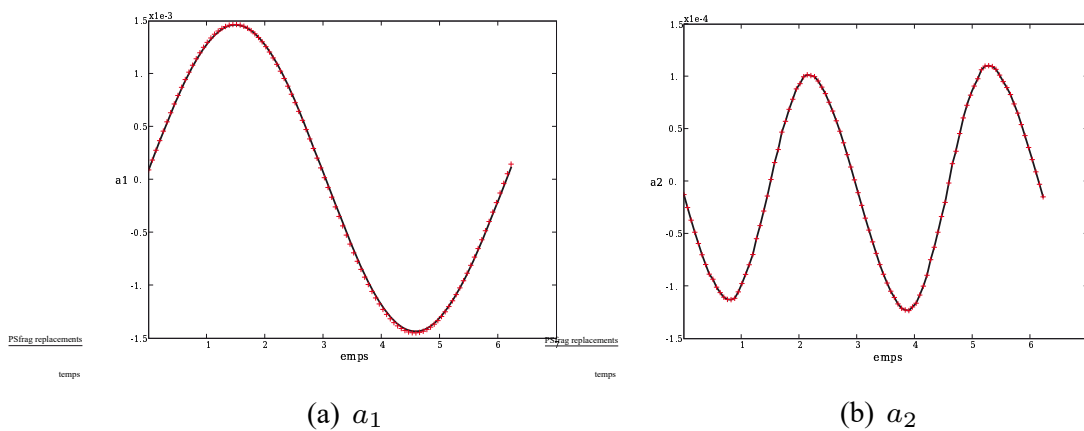 1.5 x1e-3
1.
0.5
a1 0.
-0.5
-1.
-1.5
1 2 3 4 5 6 7
emps
PSfrag replacements
temps
(a) a1
1.5 x1e-4
1.
0.5
0.
a2
-0.5
-1.
-1.5
1 2 3 4 5 6
emps
PSfrag replacements
temps
(b) a2